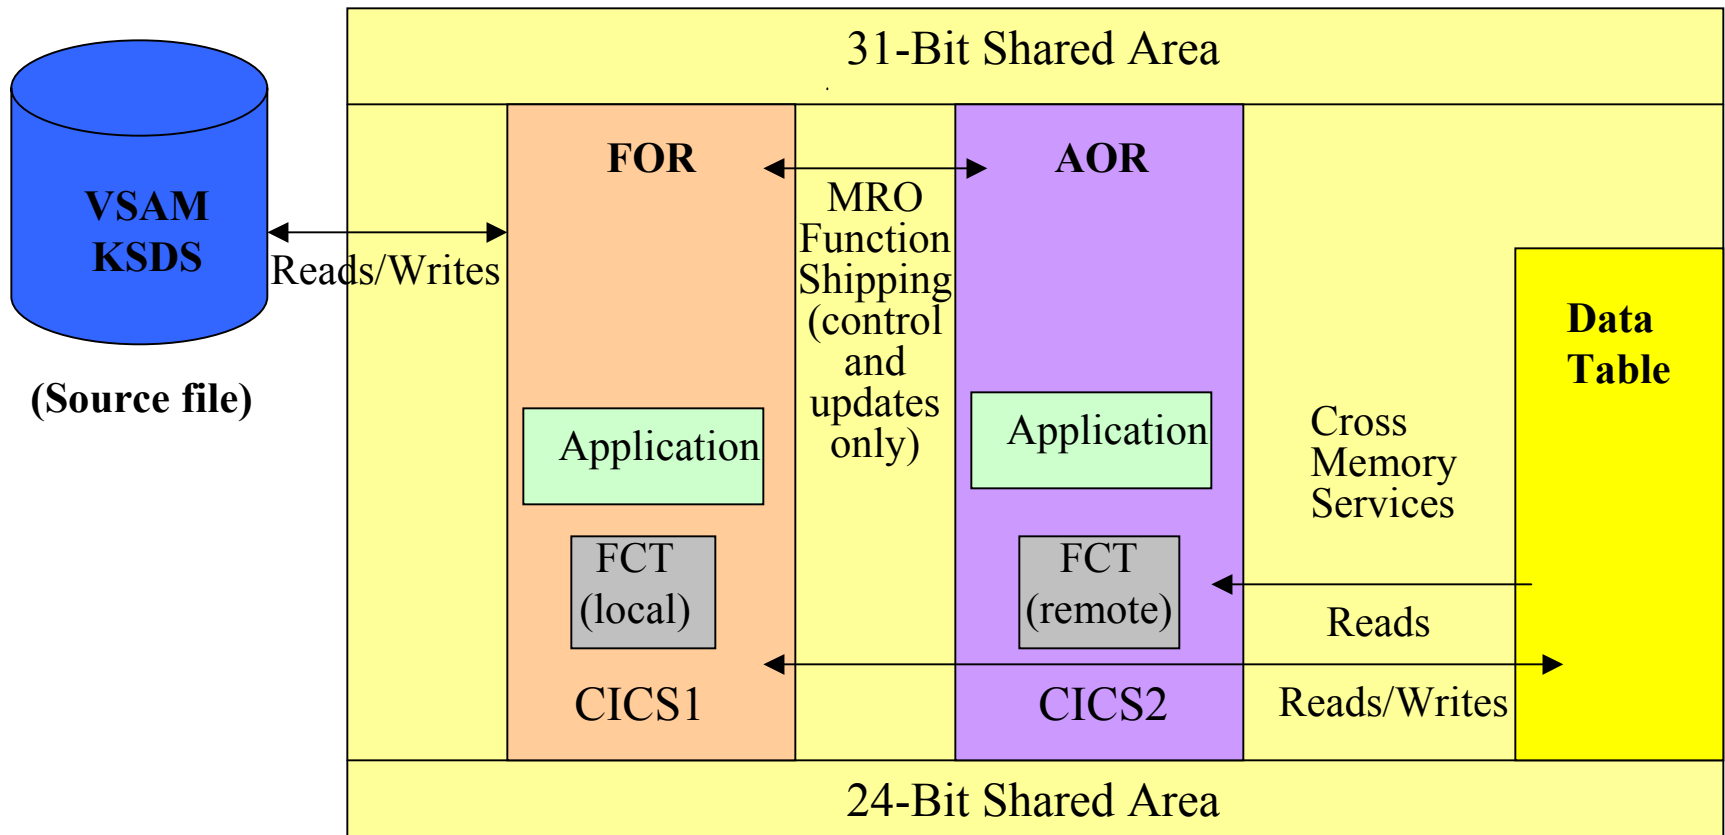 31-Bit Shared Area
VSAM
KSDS
(Source file)
Reads/Writes
FOR
Application
FCT
(local)
CICS1
MRO
Function
Shipping
(control
and
updates
only)
AOR
Application
FCT
(remote)
CICS2
Cross
Memory
Services
Reads
Reads/Writes
Data
Table
24-Bit Shared Area